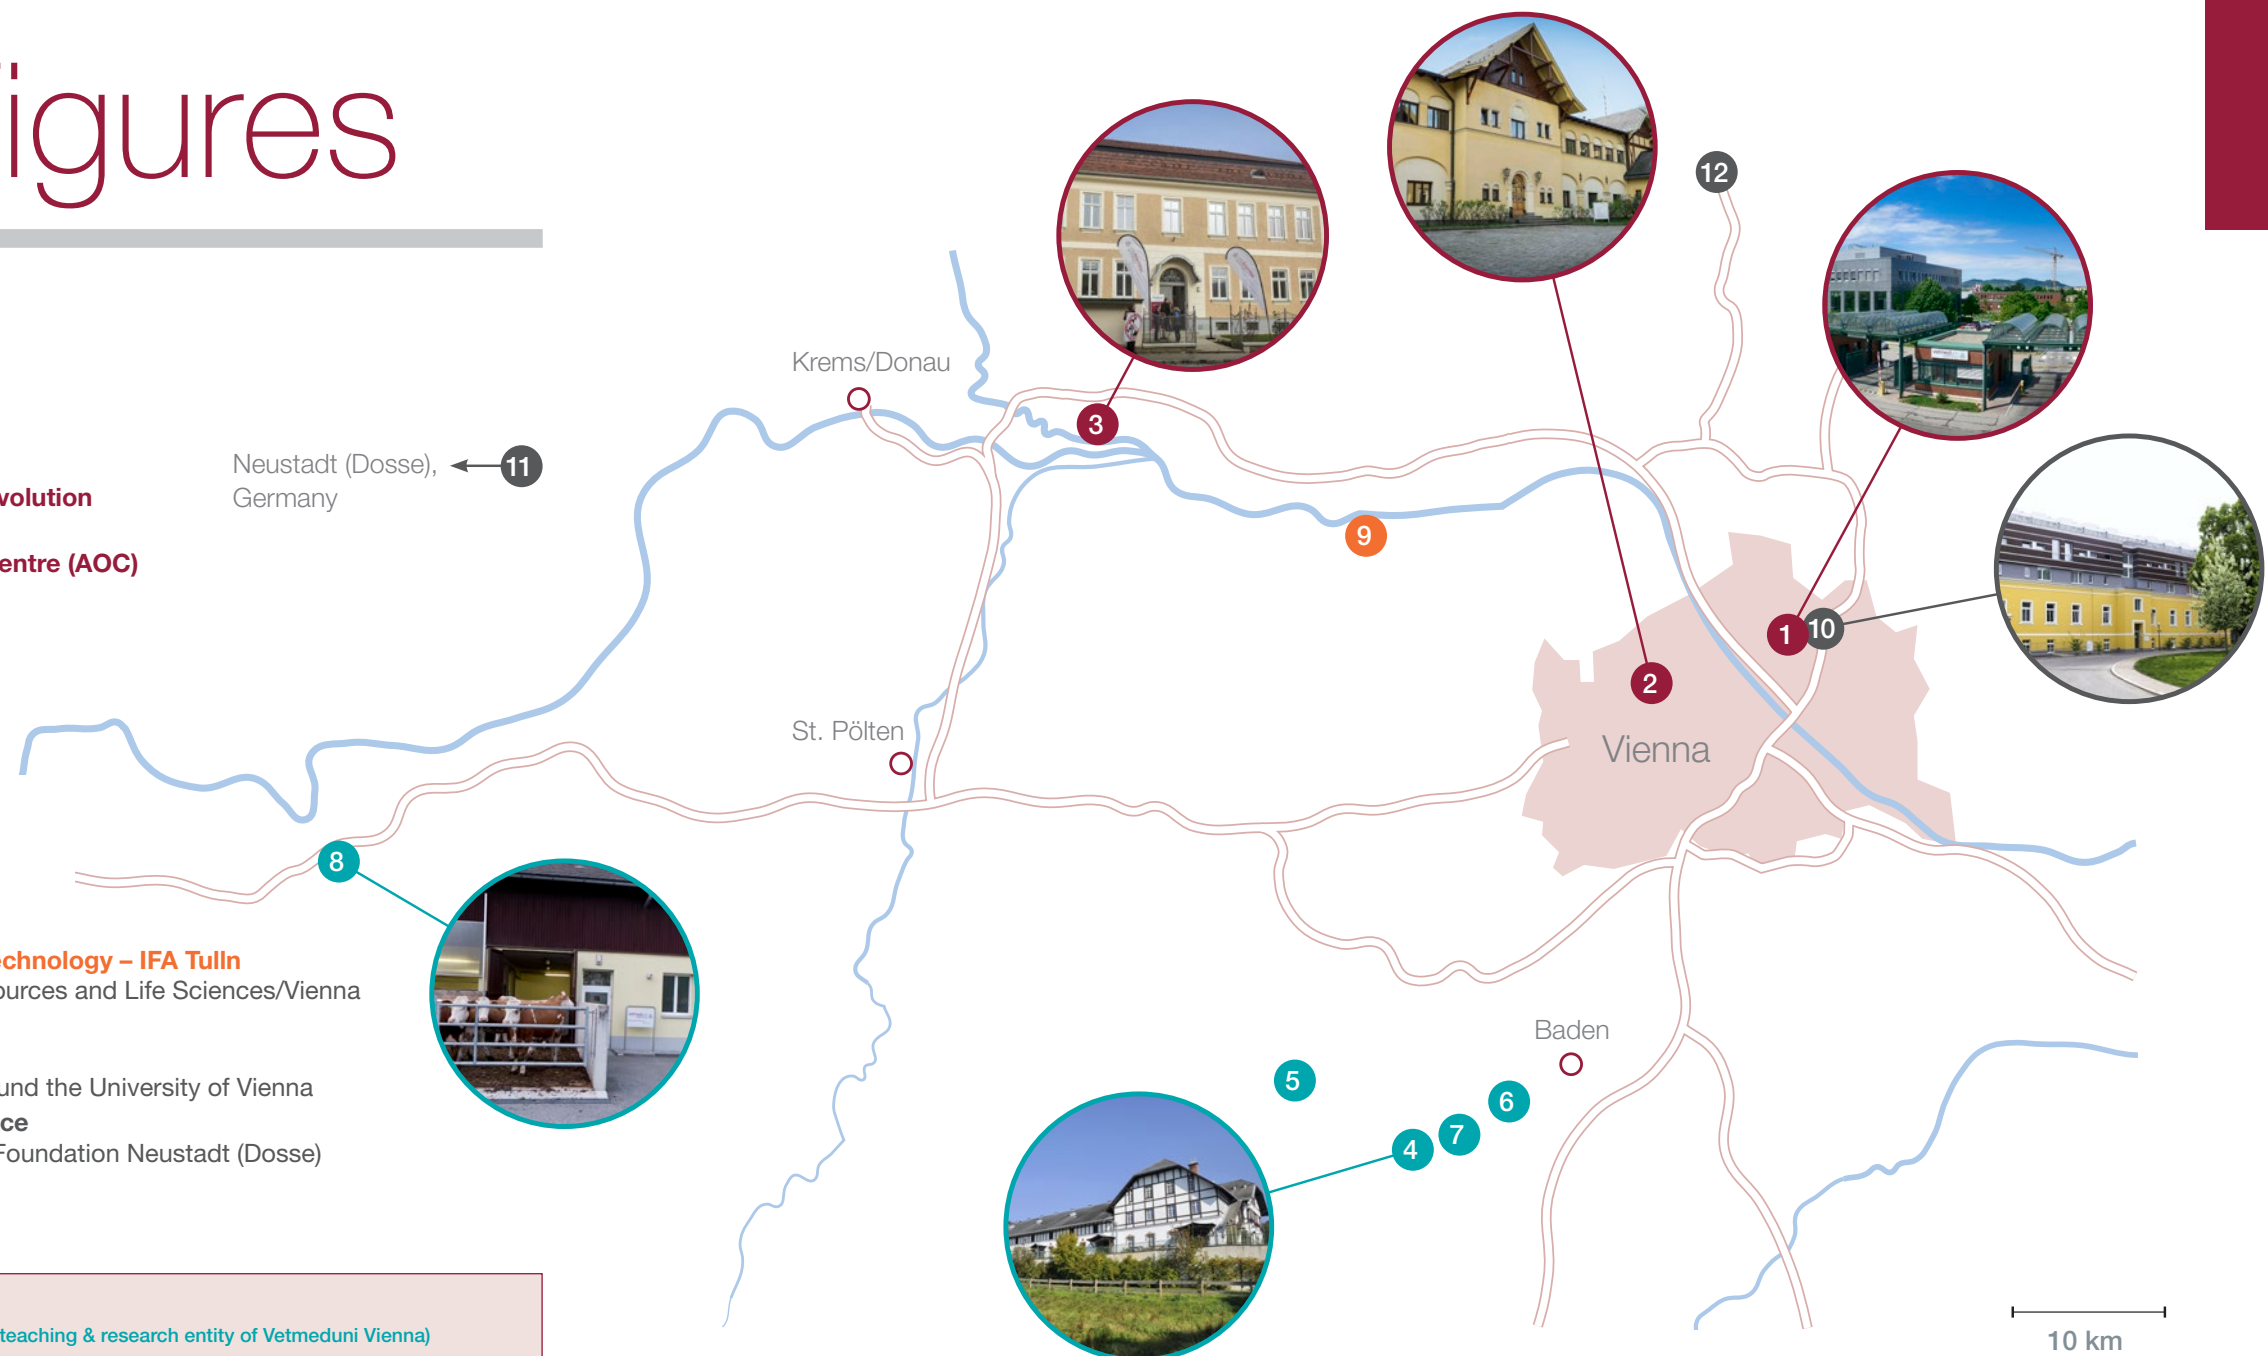 igures
Krems/Donau
Neustadt (Dosse),
Germany
11
12
3
9
1
10
2
Vienna
St. Pölten
8
Baden
5
6
7
4
10 km
volution
entre (AOC)
echnology – IFA Tulln
ources and Life Sciences/Vienna
und the University of Vienna
ce
Foundation Neustadt (Dosse)
teaching & research entity of Vetmeduni Vienna)